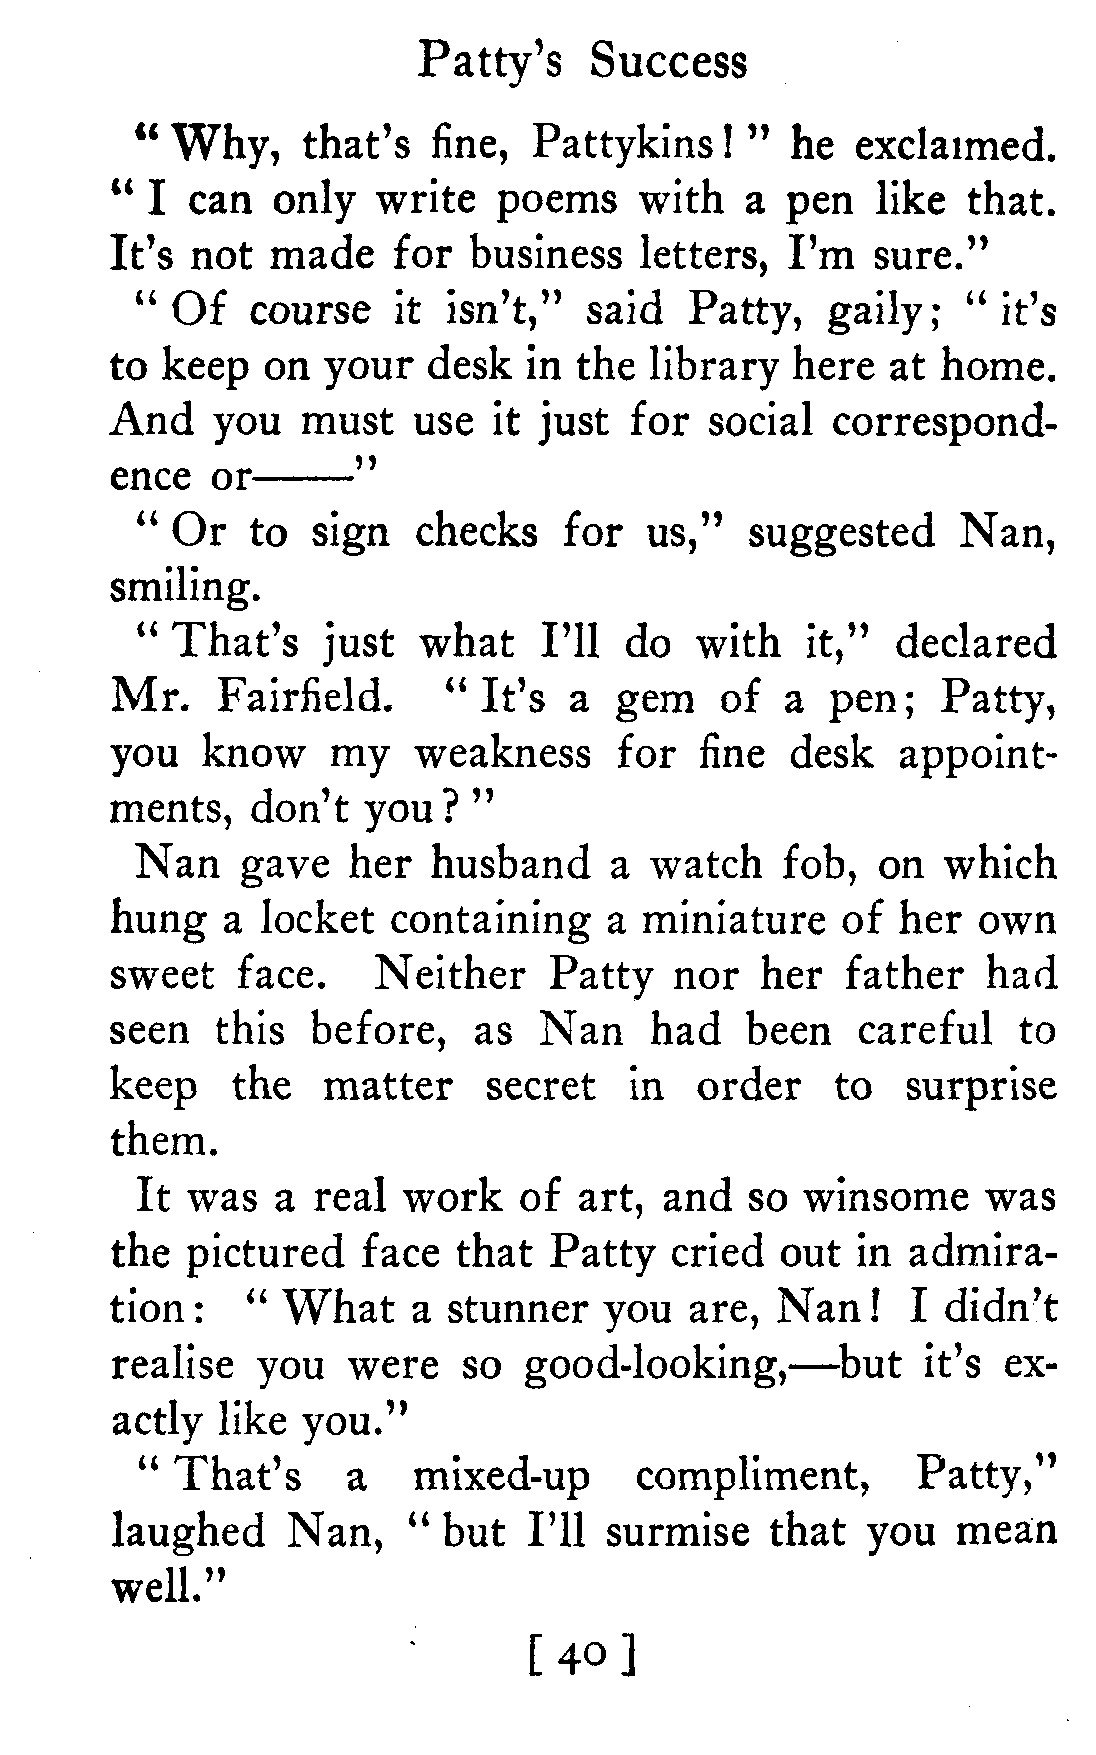 Patty's Success
" Why, that's fine, Pattykins! " he exclaimed.
" I can only write poems with a pen like that.
It's not made for business letters, I'm sure."
" Of course it isn't," said Patty, gaily; " it's
to keep on your desk in the library here at home.
And you must use it just for social correspond-
ence or——"
" Or to sign checks for us," suggested Nan,
smiling.
" That's just what I'll do with it," declared
Mr. Fairfield. " It's a gem of a pen; Patty,
you know my weakness for fine desk appoint-
ments, don't you? "
Nan gave her husband a watch fob, on which
hung a locket containing a miniature of her own
sweet face. Neither Patty nor her father had
seen this before, as Nan had been careful to
keep the matter secret in order to surprise
them.
It was a real work of art, and so winsome was
the pictured face that Patty cried out in admira-
tion: " What a stunner you are, Nan! I didn't
realise you were so good-looking,—but it's ex-
actly like you."
" That's a mixed-up compliment, Patty,"
laughed Nan, " but I'll surmise that you mean
well."
[ 40 ]